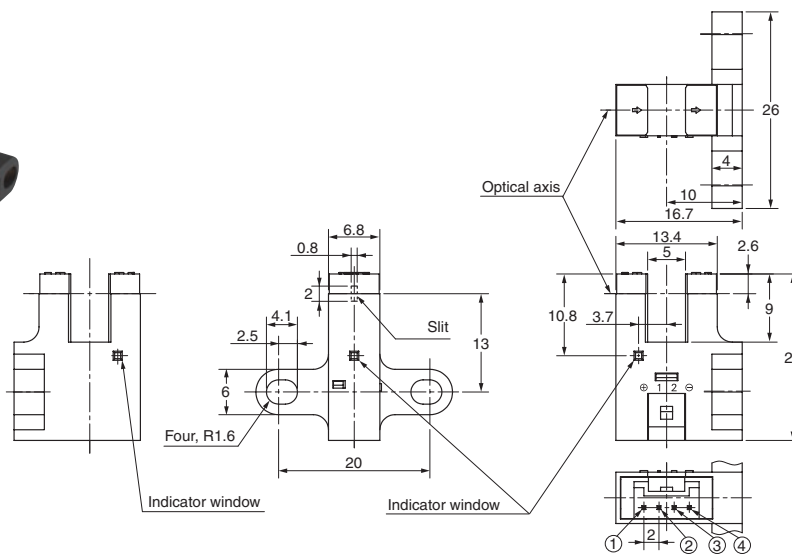 26
4
10
16.7
Optical axis
6.8
0.8
2
4.1
2.5
Slit
13
6
Four, R1.6
20
Indicator window
Indicator window
13.4
5
2.6
10.8
3.7
9
2
⊕ 1 2 ⊖
2
① ② ③ ④